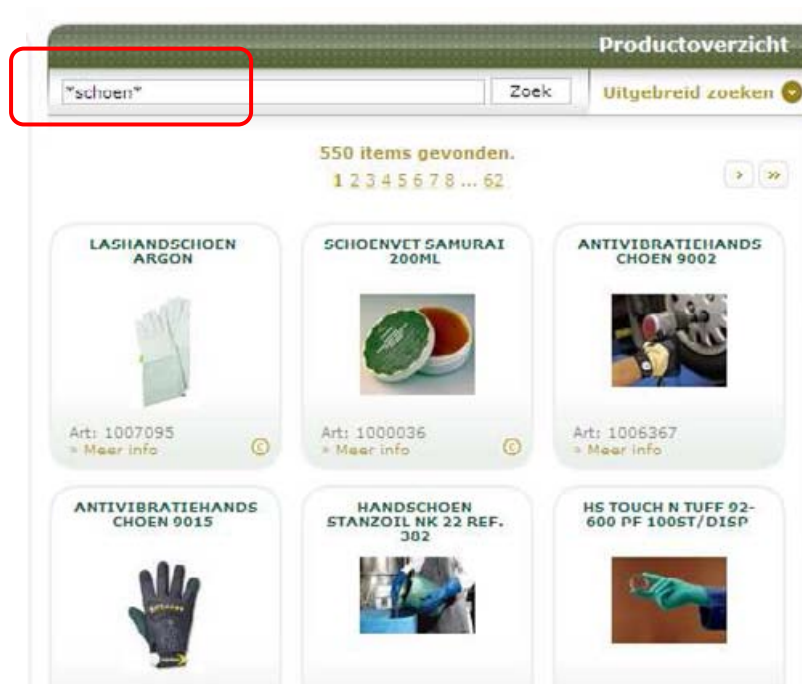 Productoverzicht
*schoen*
Zoek
Uitgebreid zoeken
550 items gevonden.
1 2 3 4 5 6 7 8 ... 62
> »
LASHANDSCHOEN
ARGON
SCHOENVET SAMURAI
200ML
ANTIVIBRATIEHANDS
CHOEN 9002
Art: 1007095
» Meer info
Art: 1000036
» Meer info
Art: 1006367
» Meer info
ANTIVIBRATIEHANDS
CHOEN 9015
HANDSCHOEN
STANZOIL NK 22 REF.
382
HS TOUCH N TUFF 92-
600 PF 100ST/DISP